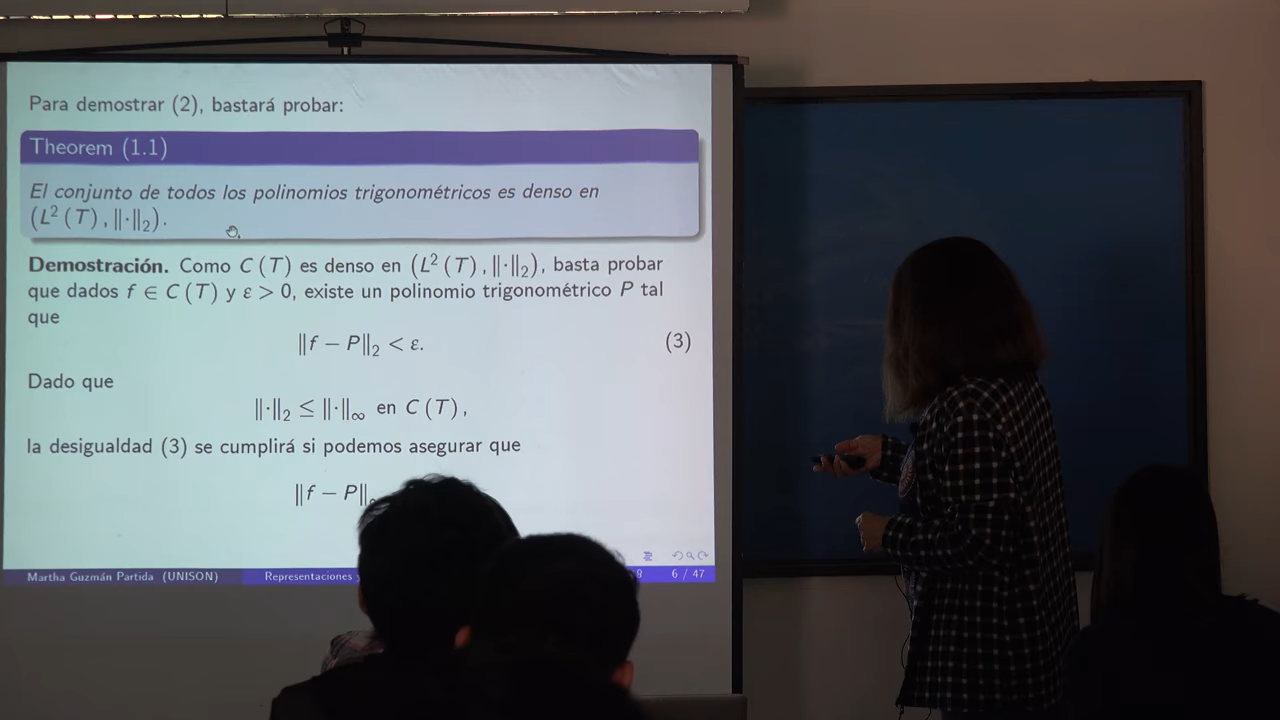 Para demostrar (2), bastará probar:
Theorem (1.1)
El conjunto de todos los polinomios trigonométricos es denso en
(L² (T), ‖·‖₂).
Demostración. Como C (T) es denso en (L² (T), ‖·‖₂), basta probar
que dados f ∈ C (T) y ε > 0, existe un polinomio trigonométrico P tal
que
‖f − P‖₂ < ε. (3)
Dado que
‖·‖₂ ≤ ‖·‖∞ en C (T),
la desigualdad (3) se cumplirá si podemos asegurar que
‖f − P‖
Martha Guzmán Partida (UNISON) Representaciones 8 6 / 47